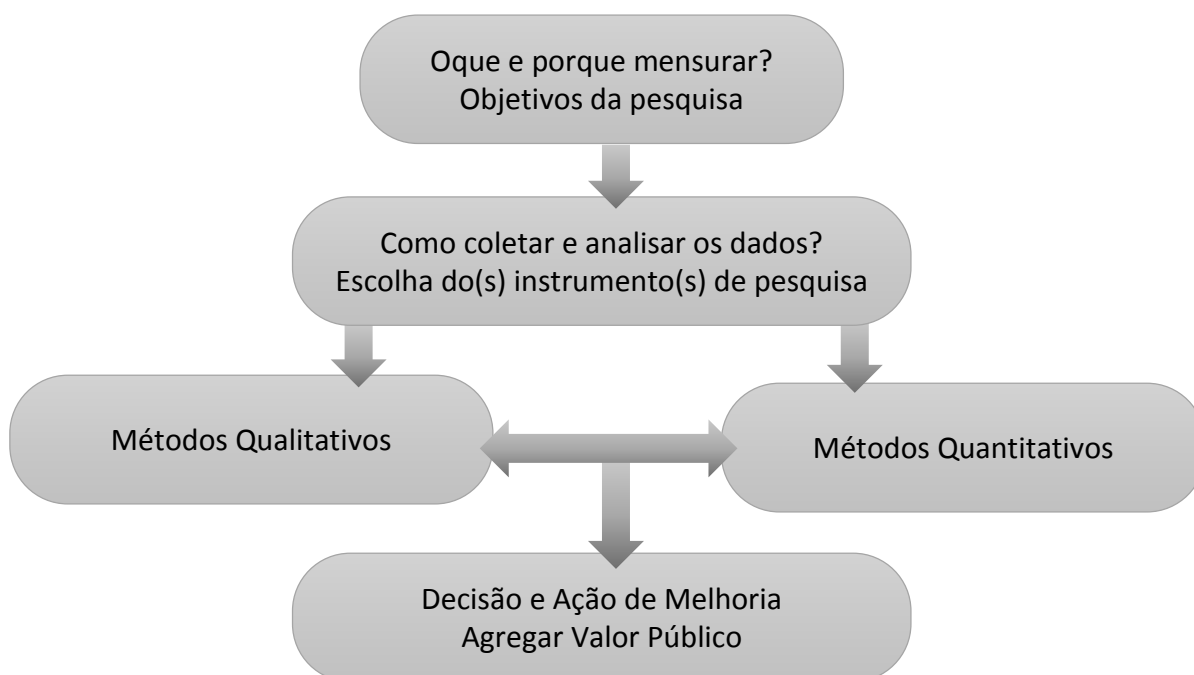 Oque e porque mensurar?
Objetivos da pesquisa
Como coletar e analisar os dados?
Escolha do(s) instrumento(s) de pesquisa
Métodos Qualitativos
Métodos Quantitativos
Decisão e Ação de Melhoria
Agregar Valor Público